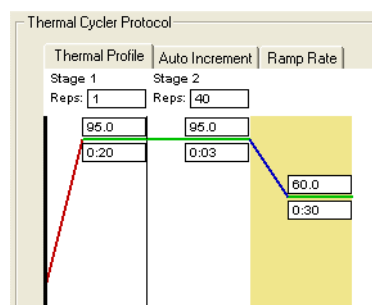 Thermal Cycler Protocol
Thermal Profile Auto Increment Ramp Rate
Stage 1 Stage 2
Reps: 1 Reps: 40
95.0 95.0
0:20 0:03
60.0
0:30